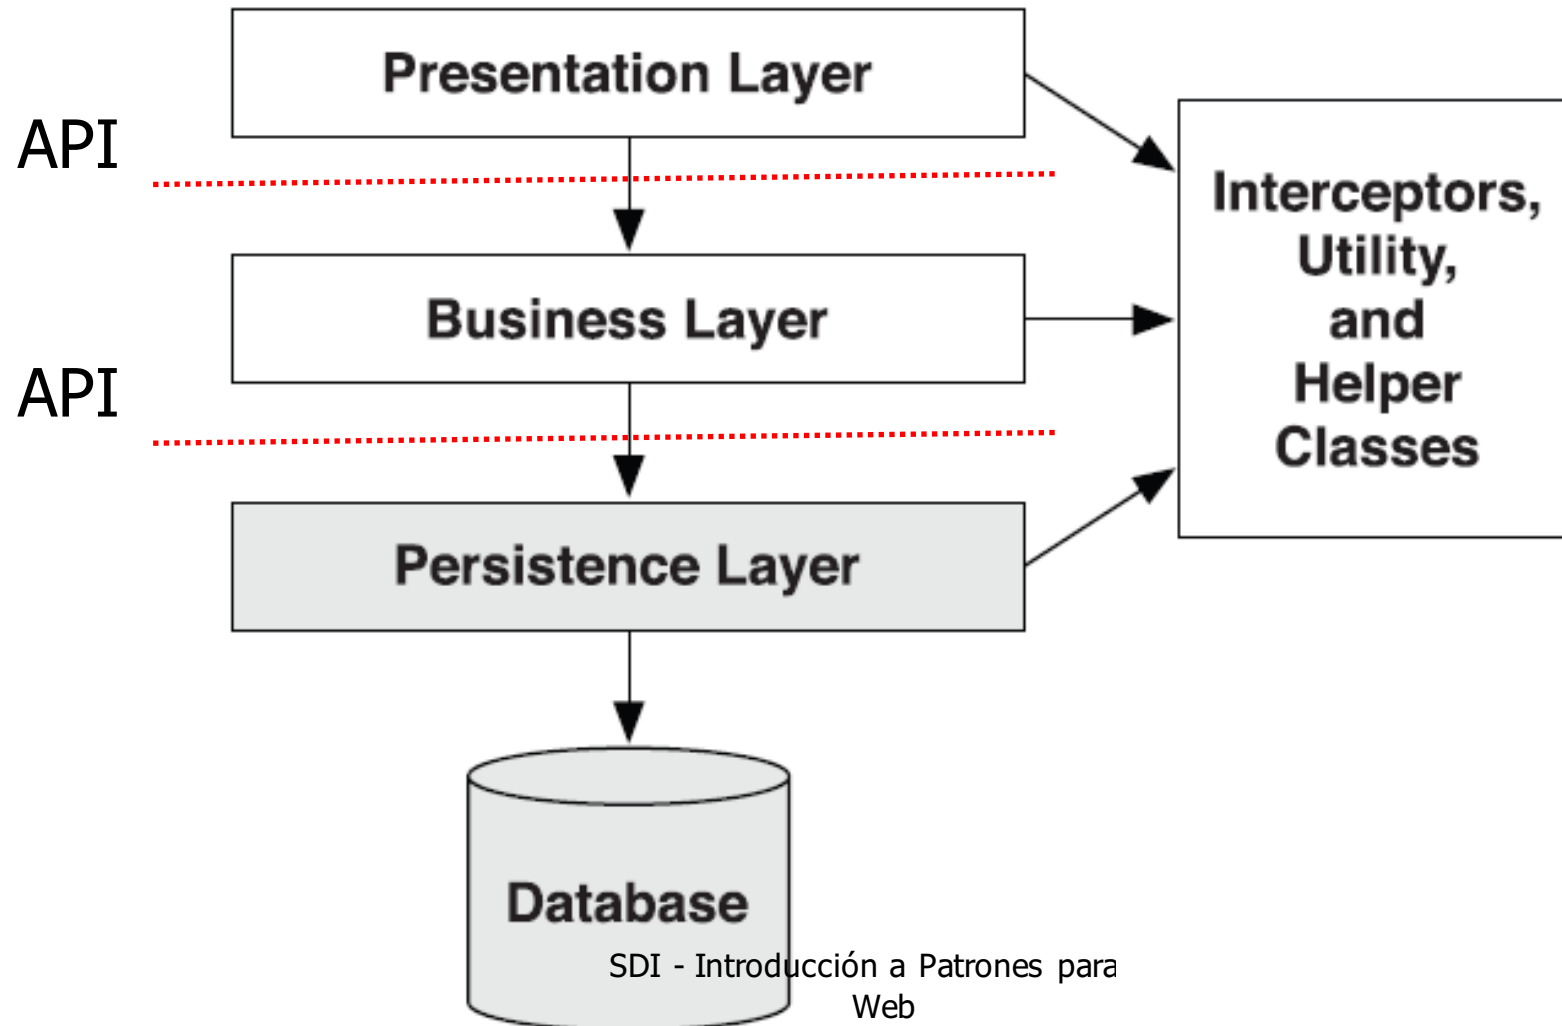 Presentation Layer
API
Interceptors,
Utility,
and
Helper
Classes
Business Layer
API
Persistence Layer
Database
SDI - Introducción a Patrones para
Web